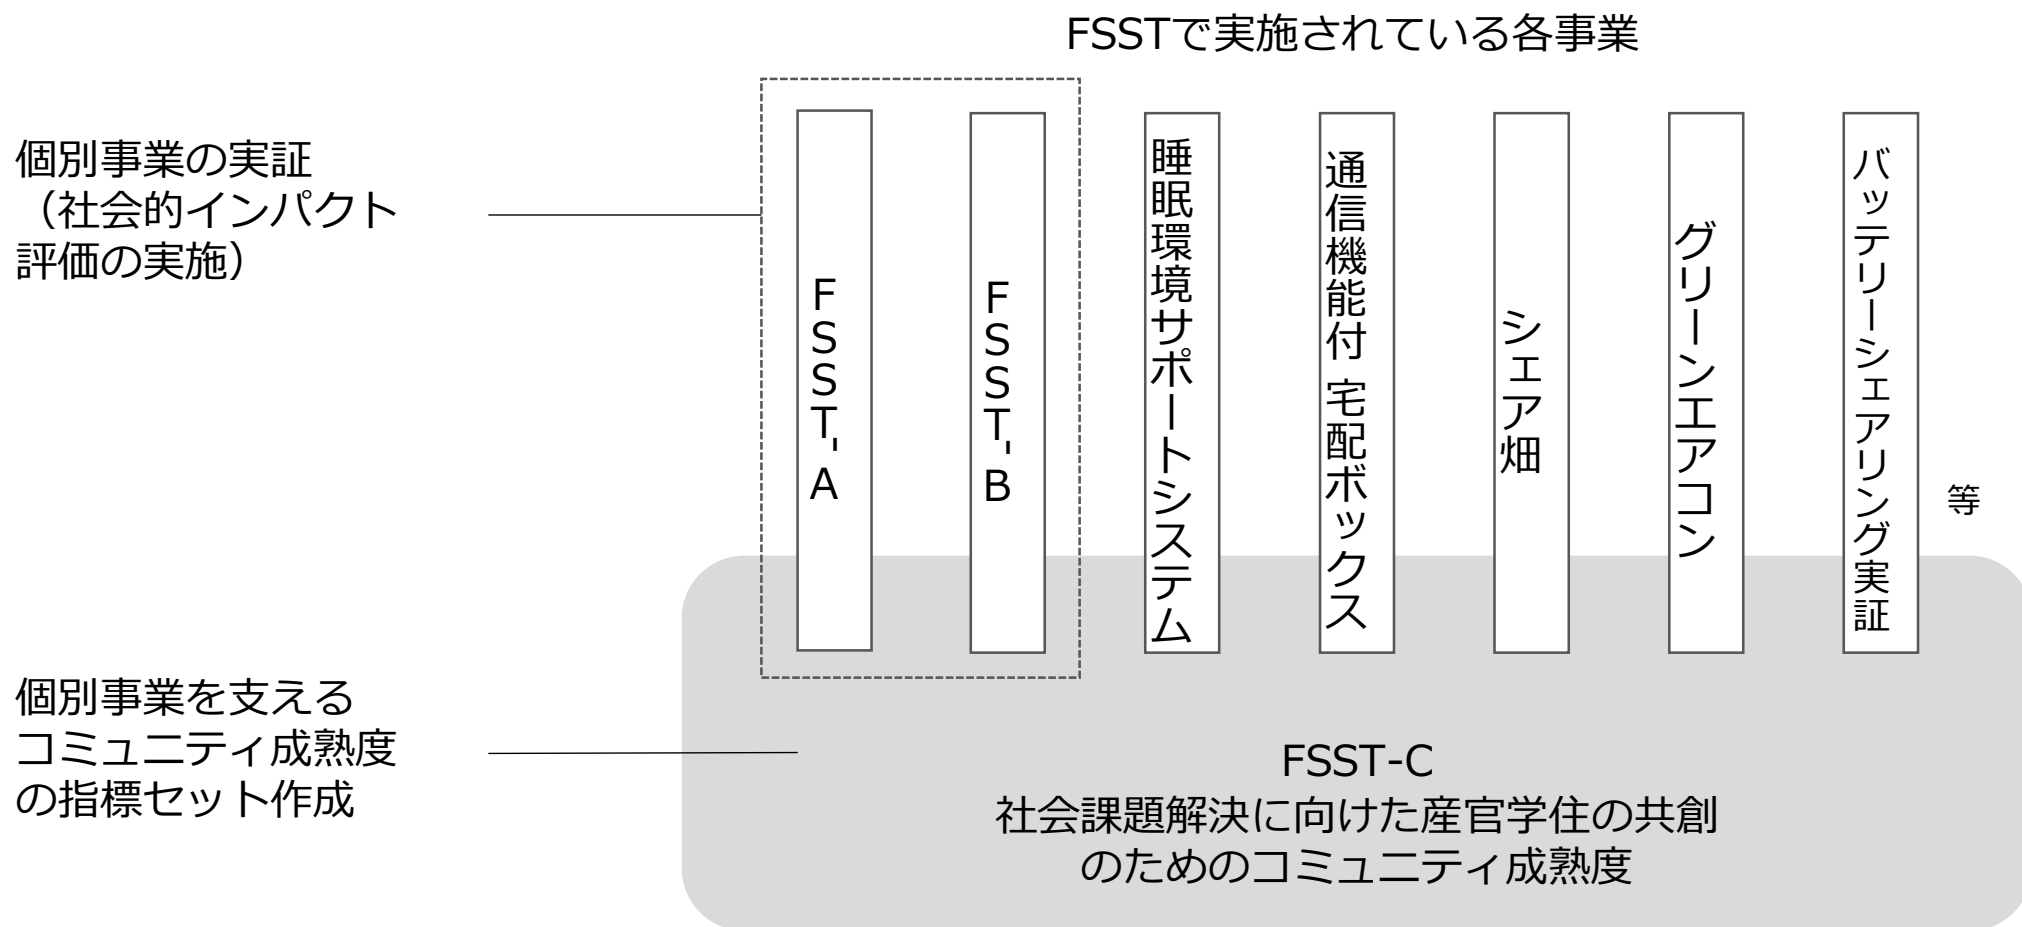 FSSTで実施されている各事業
個別事業の実証
（社会的インパクト
評価の実施）
FSST-A
FSST-B
睡眠環境サポートシステム
通信機能付 宅配ボックス
シェア畑
グリーンエアコン
バッテリーシェアリング実証
等
個別事業を支える
コミュニティ成熟度
の指標セット作成
FSST-C
社会課題解決に向けた産官学住の共創
のためのコミュニティ成熟度